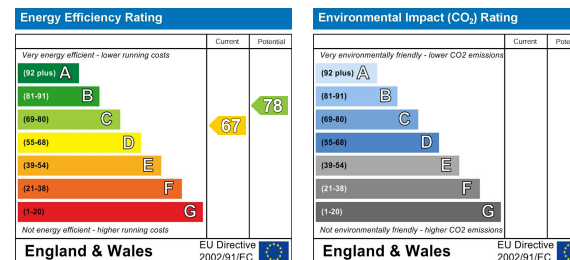 Energy Efficiency Rating
Current Potential
Very energy efficient - lower running costs
(92 plus) A
(81-91) B
(69-80) C
(55-68) D
(39-54) E
(21-38) F
(1-20) G
67
78
Not energy efficient - higher running costs
England & Wales
EU Directive
2002/91/EC
Environmental Impact (CO₂) Rating
Current Pote
Very environmentally friendly - lower CO2 emissions
(92 plus) A
(81-91) B
(69-80) C
(55-68) D
(39-54) E
(21-38) F
(1-20) G
Not environmentally friendly - higher CO2 emissions
England & Wales
EU Directive
2002/91/EC